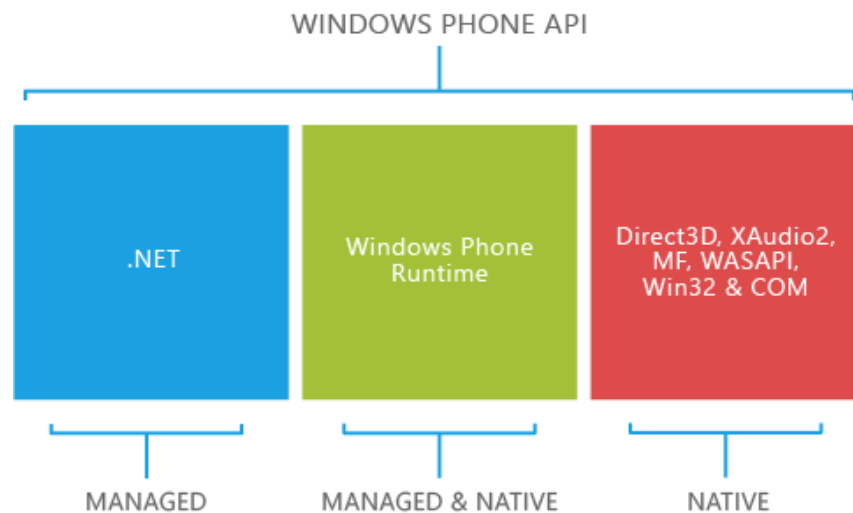 WINDOWS PHONE API
.NET
Windows Phone
Runtime
Direct3D, XAudio2,
MF, WASAPI,
Win32 & COM
MANAGED
MANAGED & NATIVE
NATIVE